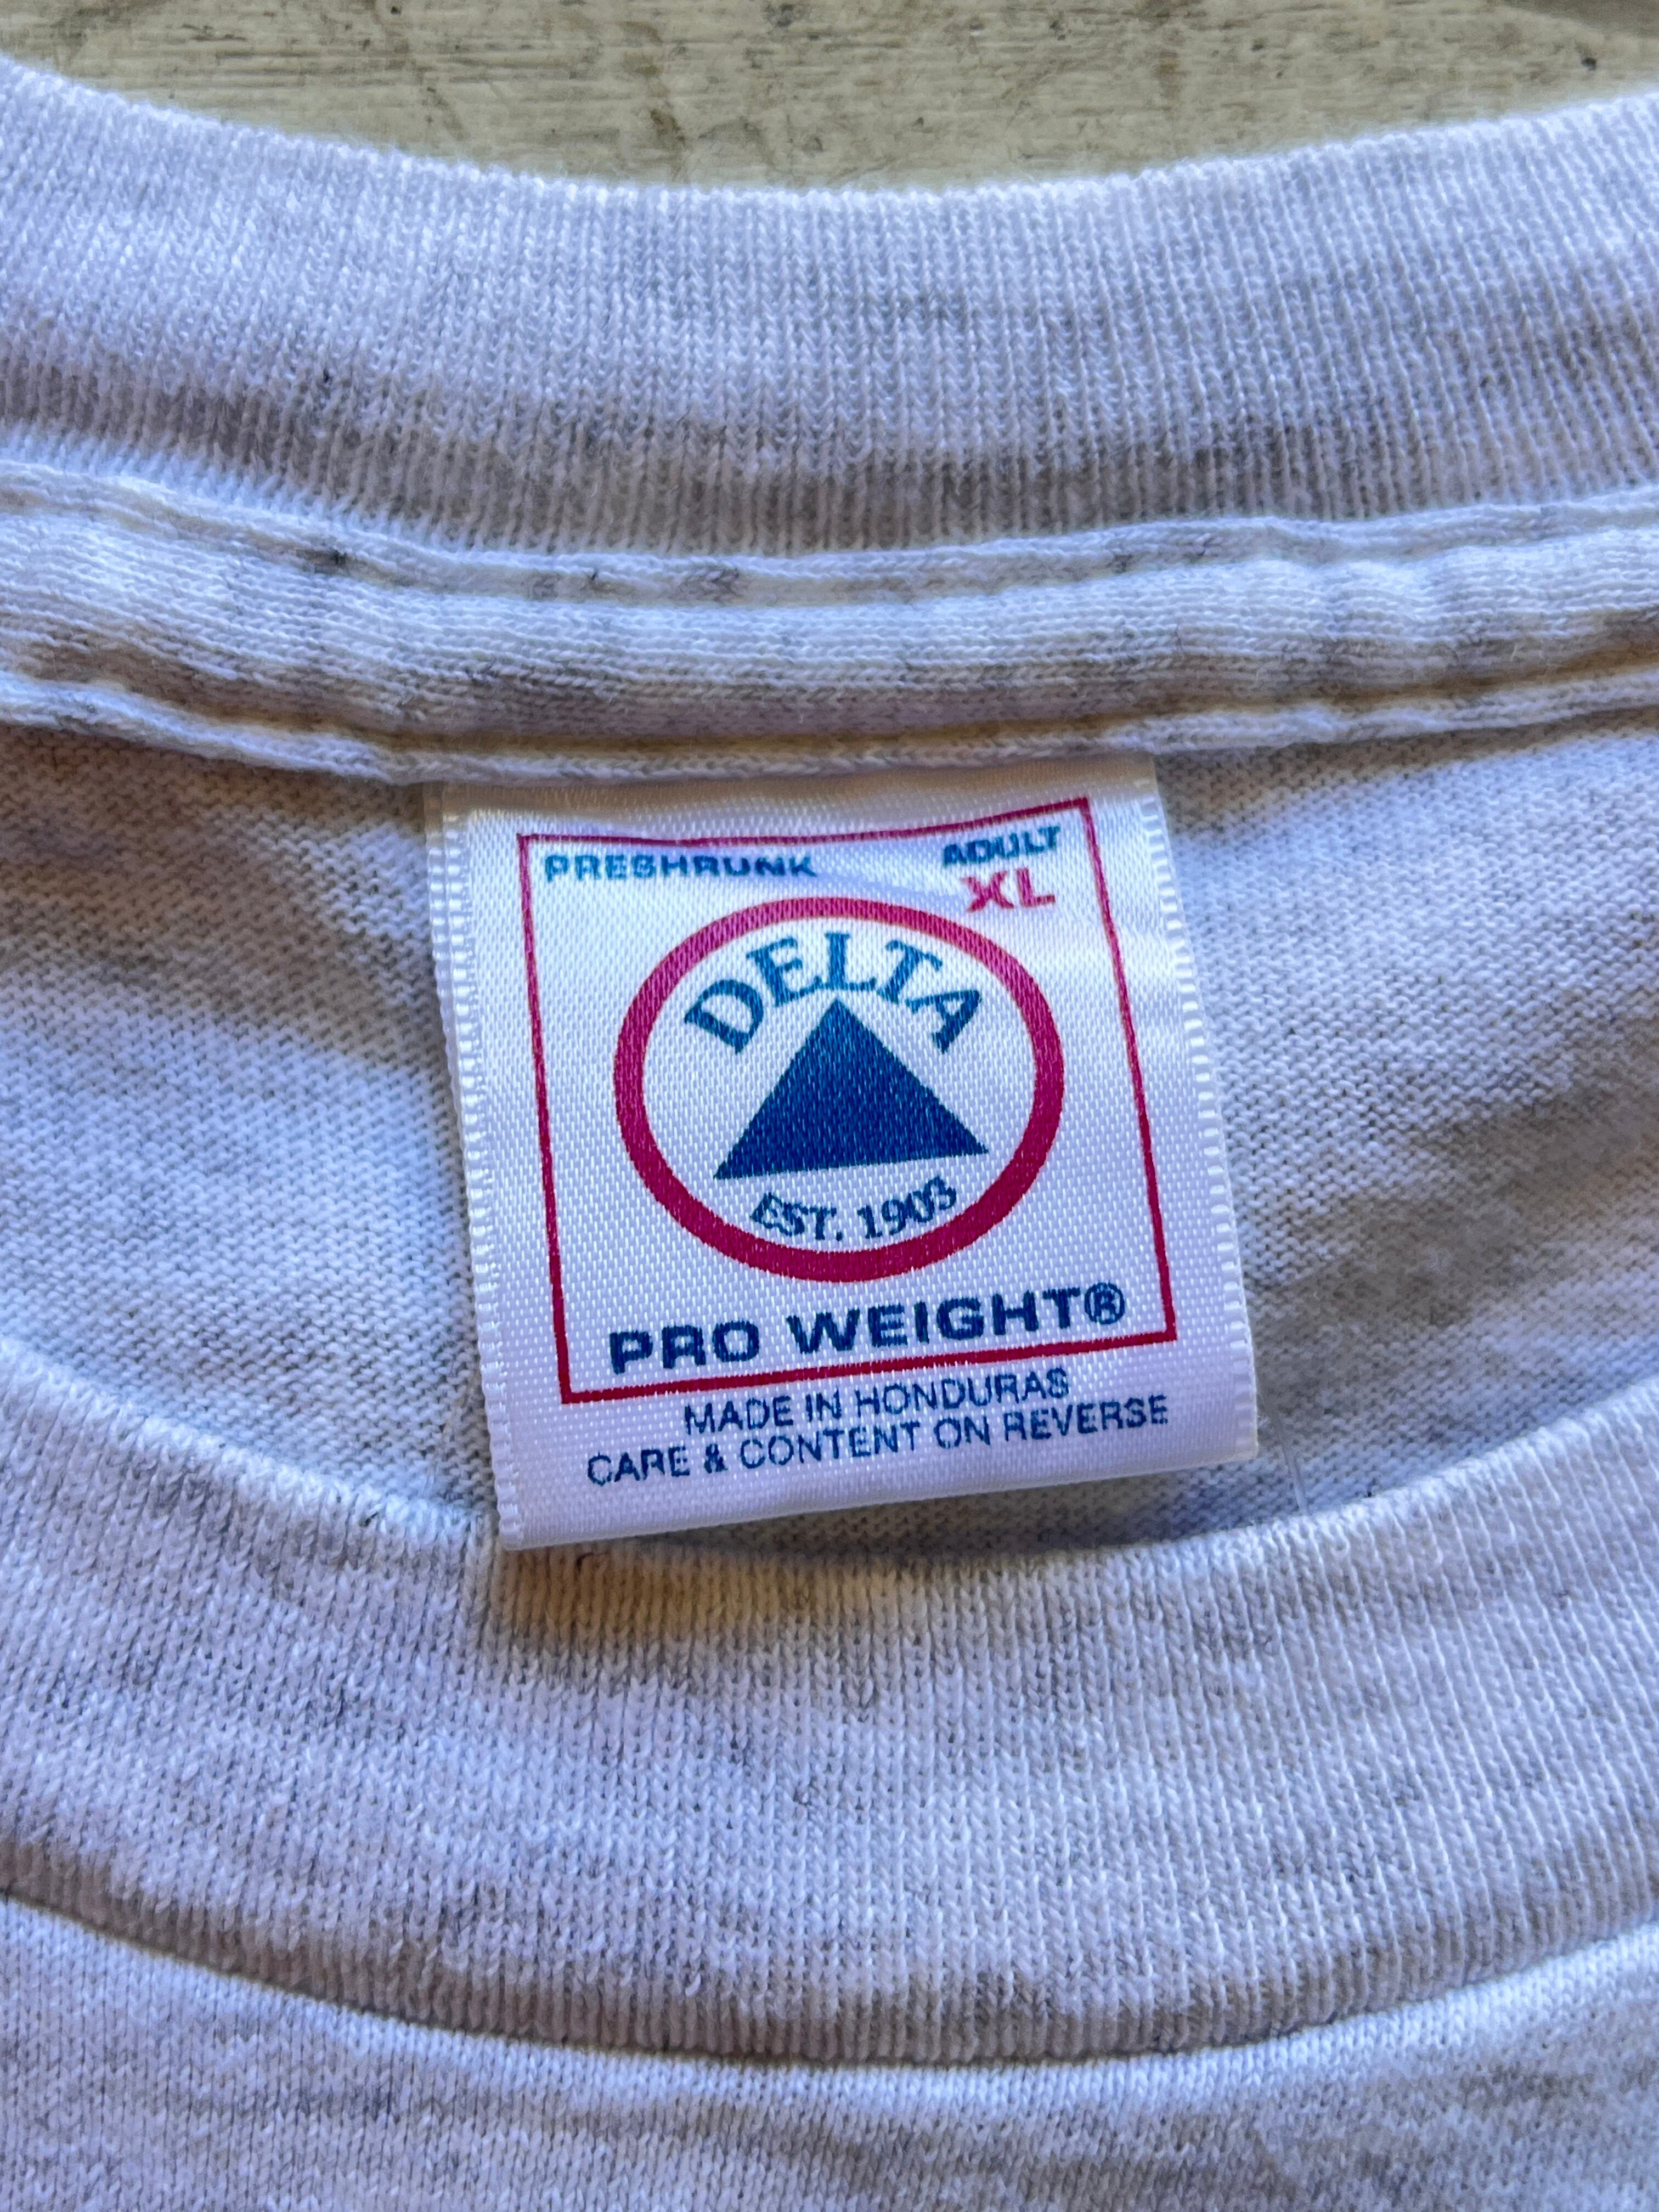 PRESHRUNK
ADULT
XL
DELTA
EST. 1903
PRO WEIGHT®
MADE IN HONDURAS
CARE & CONTENT ON REVERSE